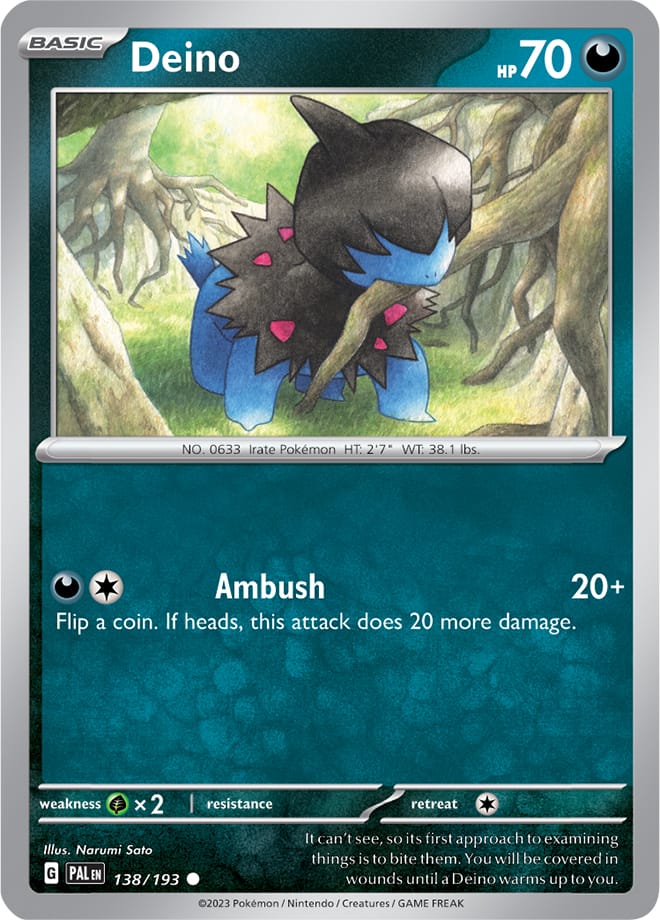 BASIC Deino HP 70
NO. 0633 Irate Pokémon HT: 2'7" WT: 38.1 lbs.
Ambush 20+
Flip a coin. If heads, this attack does 20 more damage.
weakness × 2 resistance retreat
Illus. Narumi Sato
It can't see, so its first approach to examining
things is to bite them. You will be covered in
wounds until a Deino warms up to you.
G PAL EN 138/193
©2023 Pokémon / Nintendo / Creatures / GAME FREAK